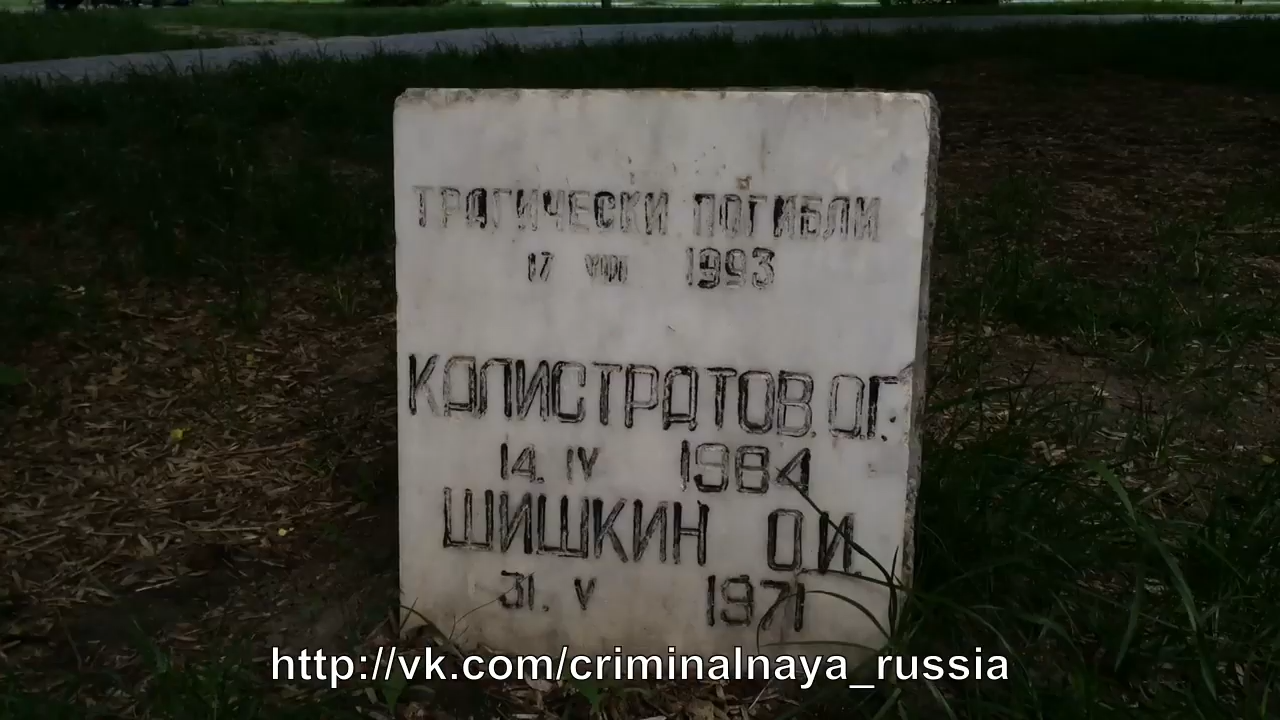 ТРАГИЧЕСКИ ПОГИБЛИ
17 VIII 1993
КАЛИСТРАТОВ. О.Г.
14. IV 1984
ШИШКИН О.И.
31. V 1971
http://vk.com/criminalnaya_russia